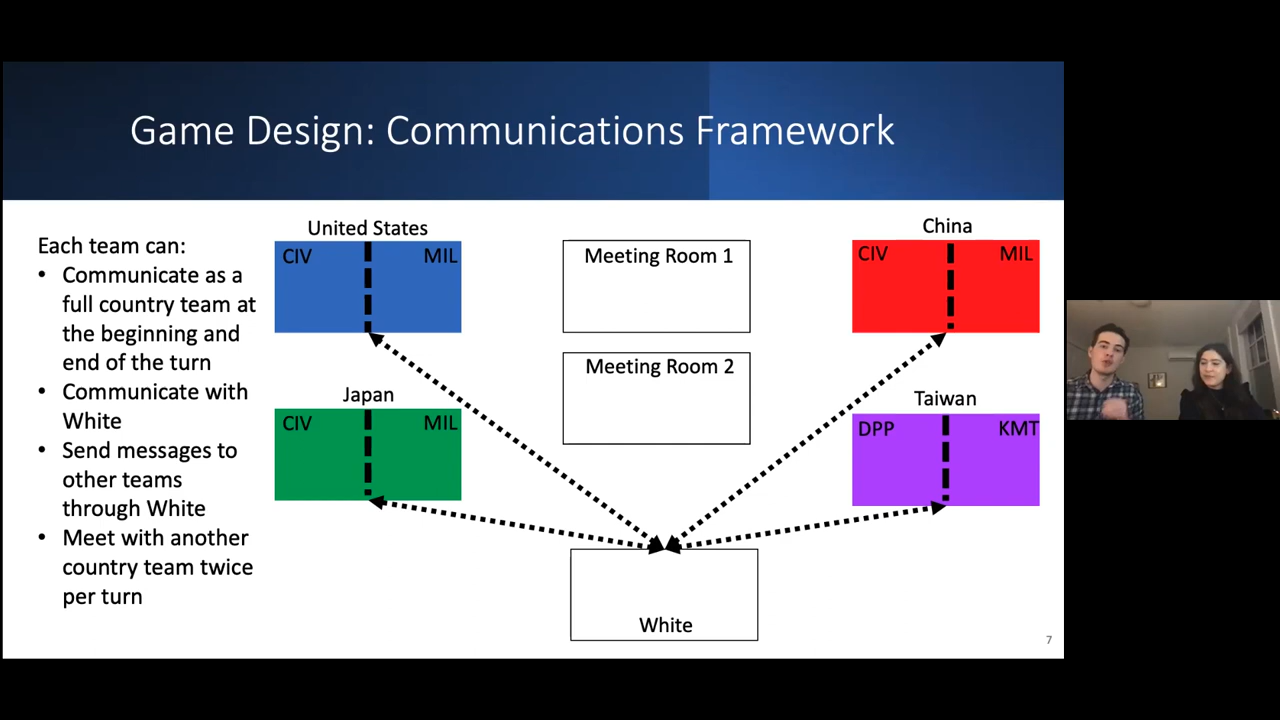 Game Design: Communications Framework
Each team can:
• Communicate as a
full country team at
the beginning and
end of the turn
• Communicate with
White
• Send messages to
other teams
through White
• Meet with another
country team twice
per turn
United States
CIV MIL
Meeting Room 1
China
CIV MIL
Meeting Room 2
Japan
CIV MIL
Taiwan
DPP KMT
White
7